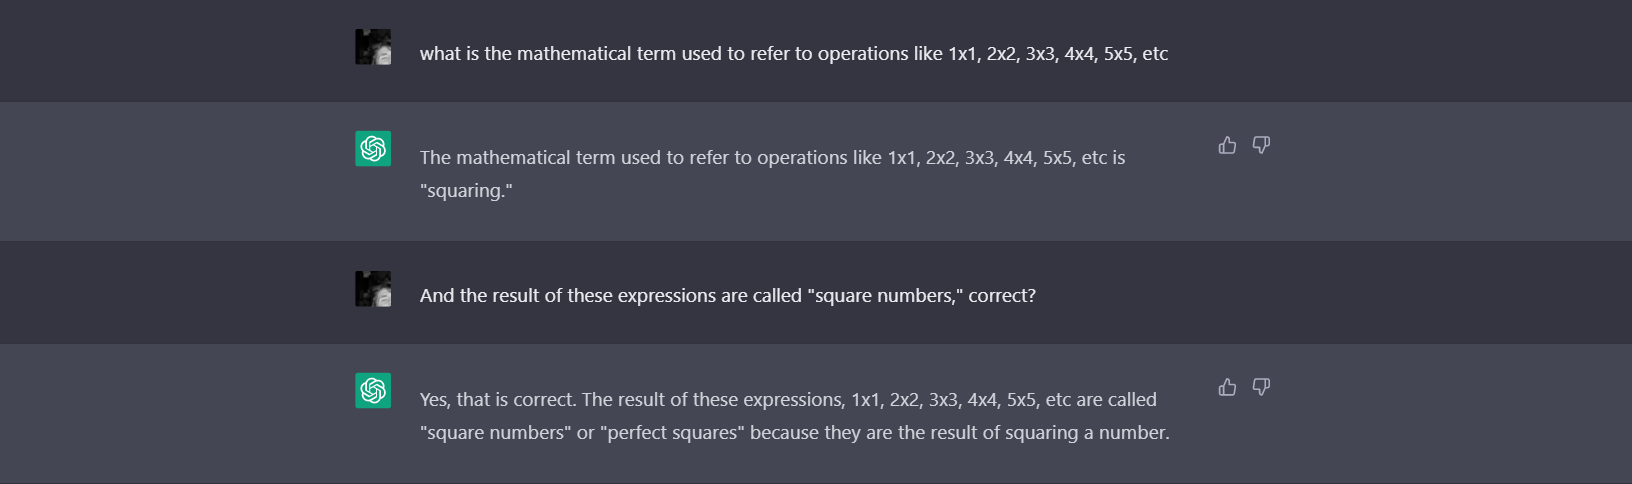 what is the mathematical term used to refer to operations like 1x1, 2x2, 3x3, 4x4, 5x5, etc
The mathematical term used to refer to operations like 1x1, 2x2, 3x3, 4x4, 5x5, etc is
"squaring."
And the result of these expressions are called "square numbers," correct?
Yes, that is correct. The result of these expressions, 1x1, 2x2, 3x3, 4x4, 5x5, etc are called
"square numbers" or "perfect squares" because they are the result of squaring a number.